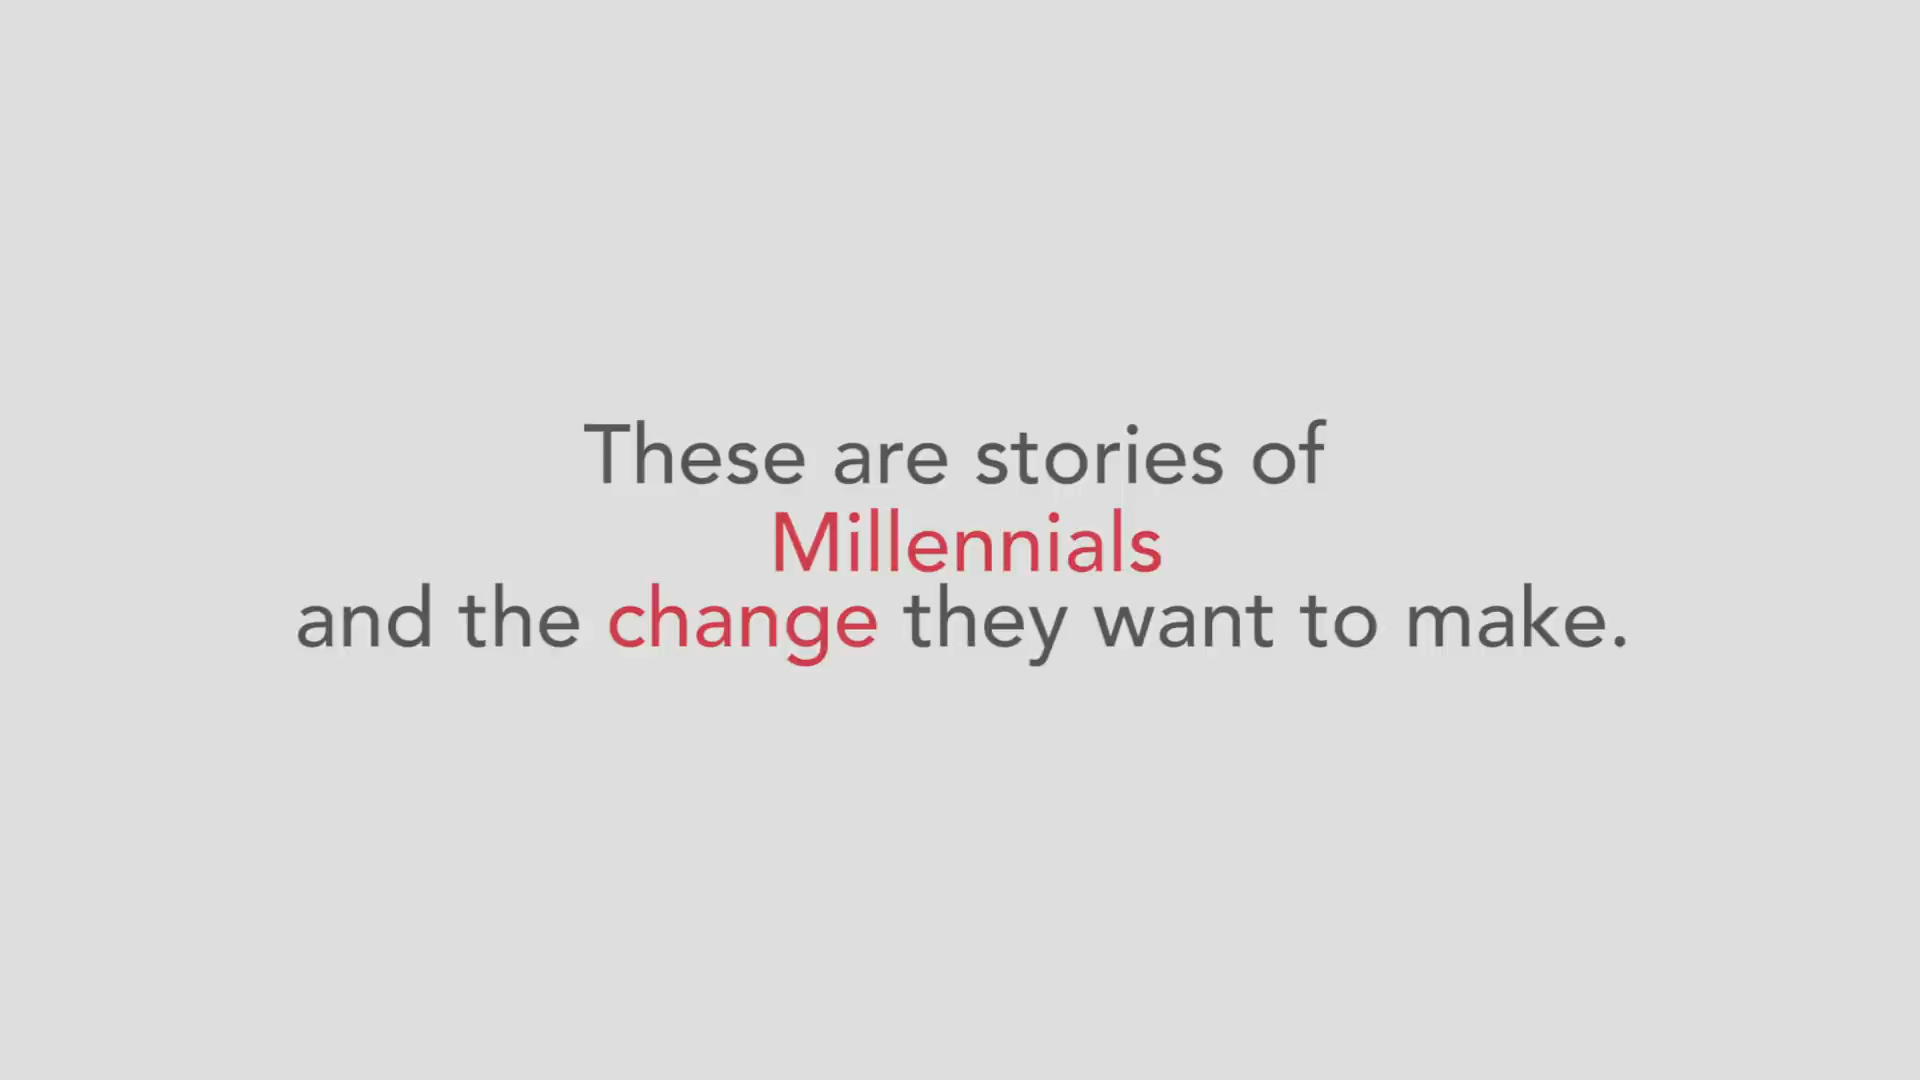 These are stories of
Millennials
and the change they want to make.